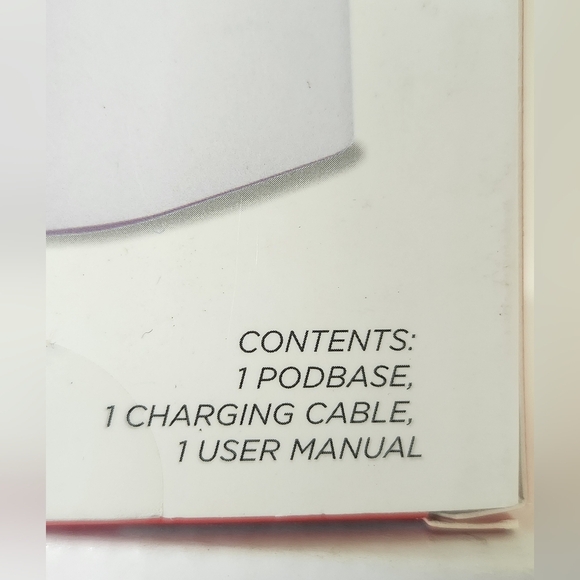 CONTENTS:
1 PODBASE,
1 CHARGING CABLE,
1 USER MANUAL